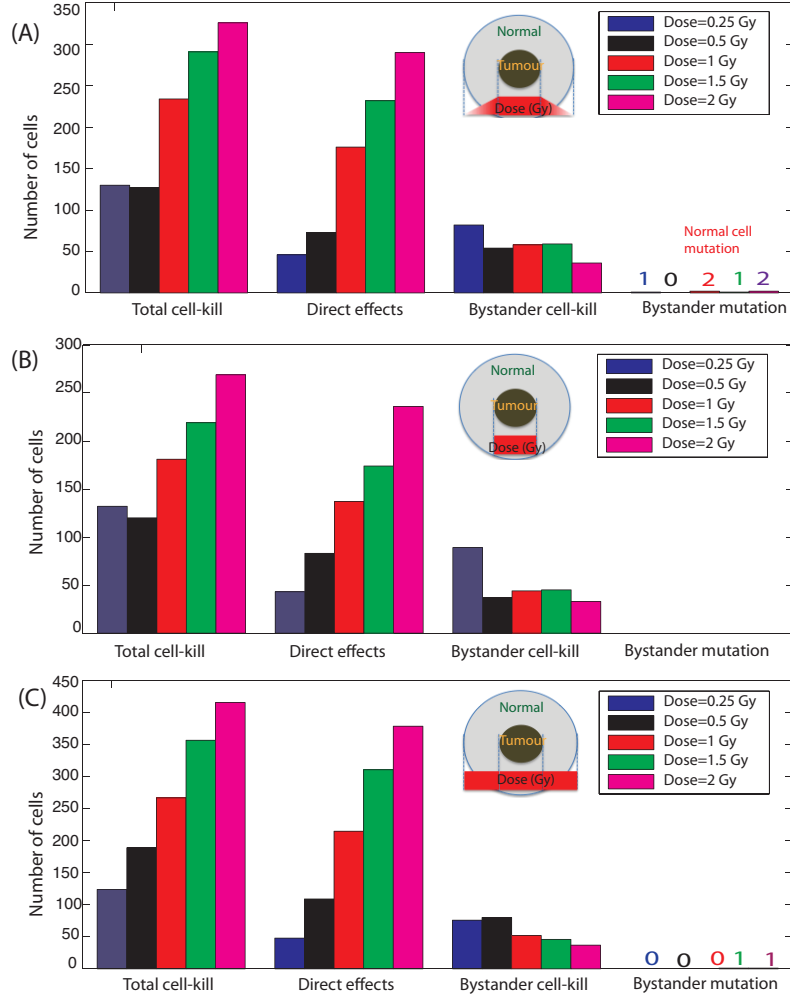 (A)
350
300
250
200
150
100
50
0
Number of cells
Normal
Tumour
Dose (Gy)
Dose=0.25 Gy
Dose=0.5 Gy
Dose=1 Gy
Dose=1.5 Gy
Dose=2 Gy
Normal cell
mutation
1 0 2 1 2
Total cell-kill Direct effects Bystander cell-kill Bystander mutation
(B)
300
250
200
150
100
50
0
Number of cells
Normal
Tumour
Dose (Gy)
Dose=0.25 Gy
Dose=0.5 Gy
Dose=1 Gy
Dose=1.5 Gy
Dose=2 Gy
Total cell-kill Direct effects Bystander cell-kill Bystander mutation
(C)
450
400
350
300
250
200
150
100
50
0
Number of cells
Normal
Tumour
Dose (Gy)
Dose=0.25 Gy
Dose=0.5 Gy
Dose=1 Gy
Dose=1.5 Gy
Dose=2 Gy
0 0 0 1 1
Total cell-kill Direct effects Bystander cell-kill Bystander mutation